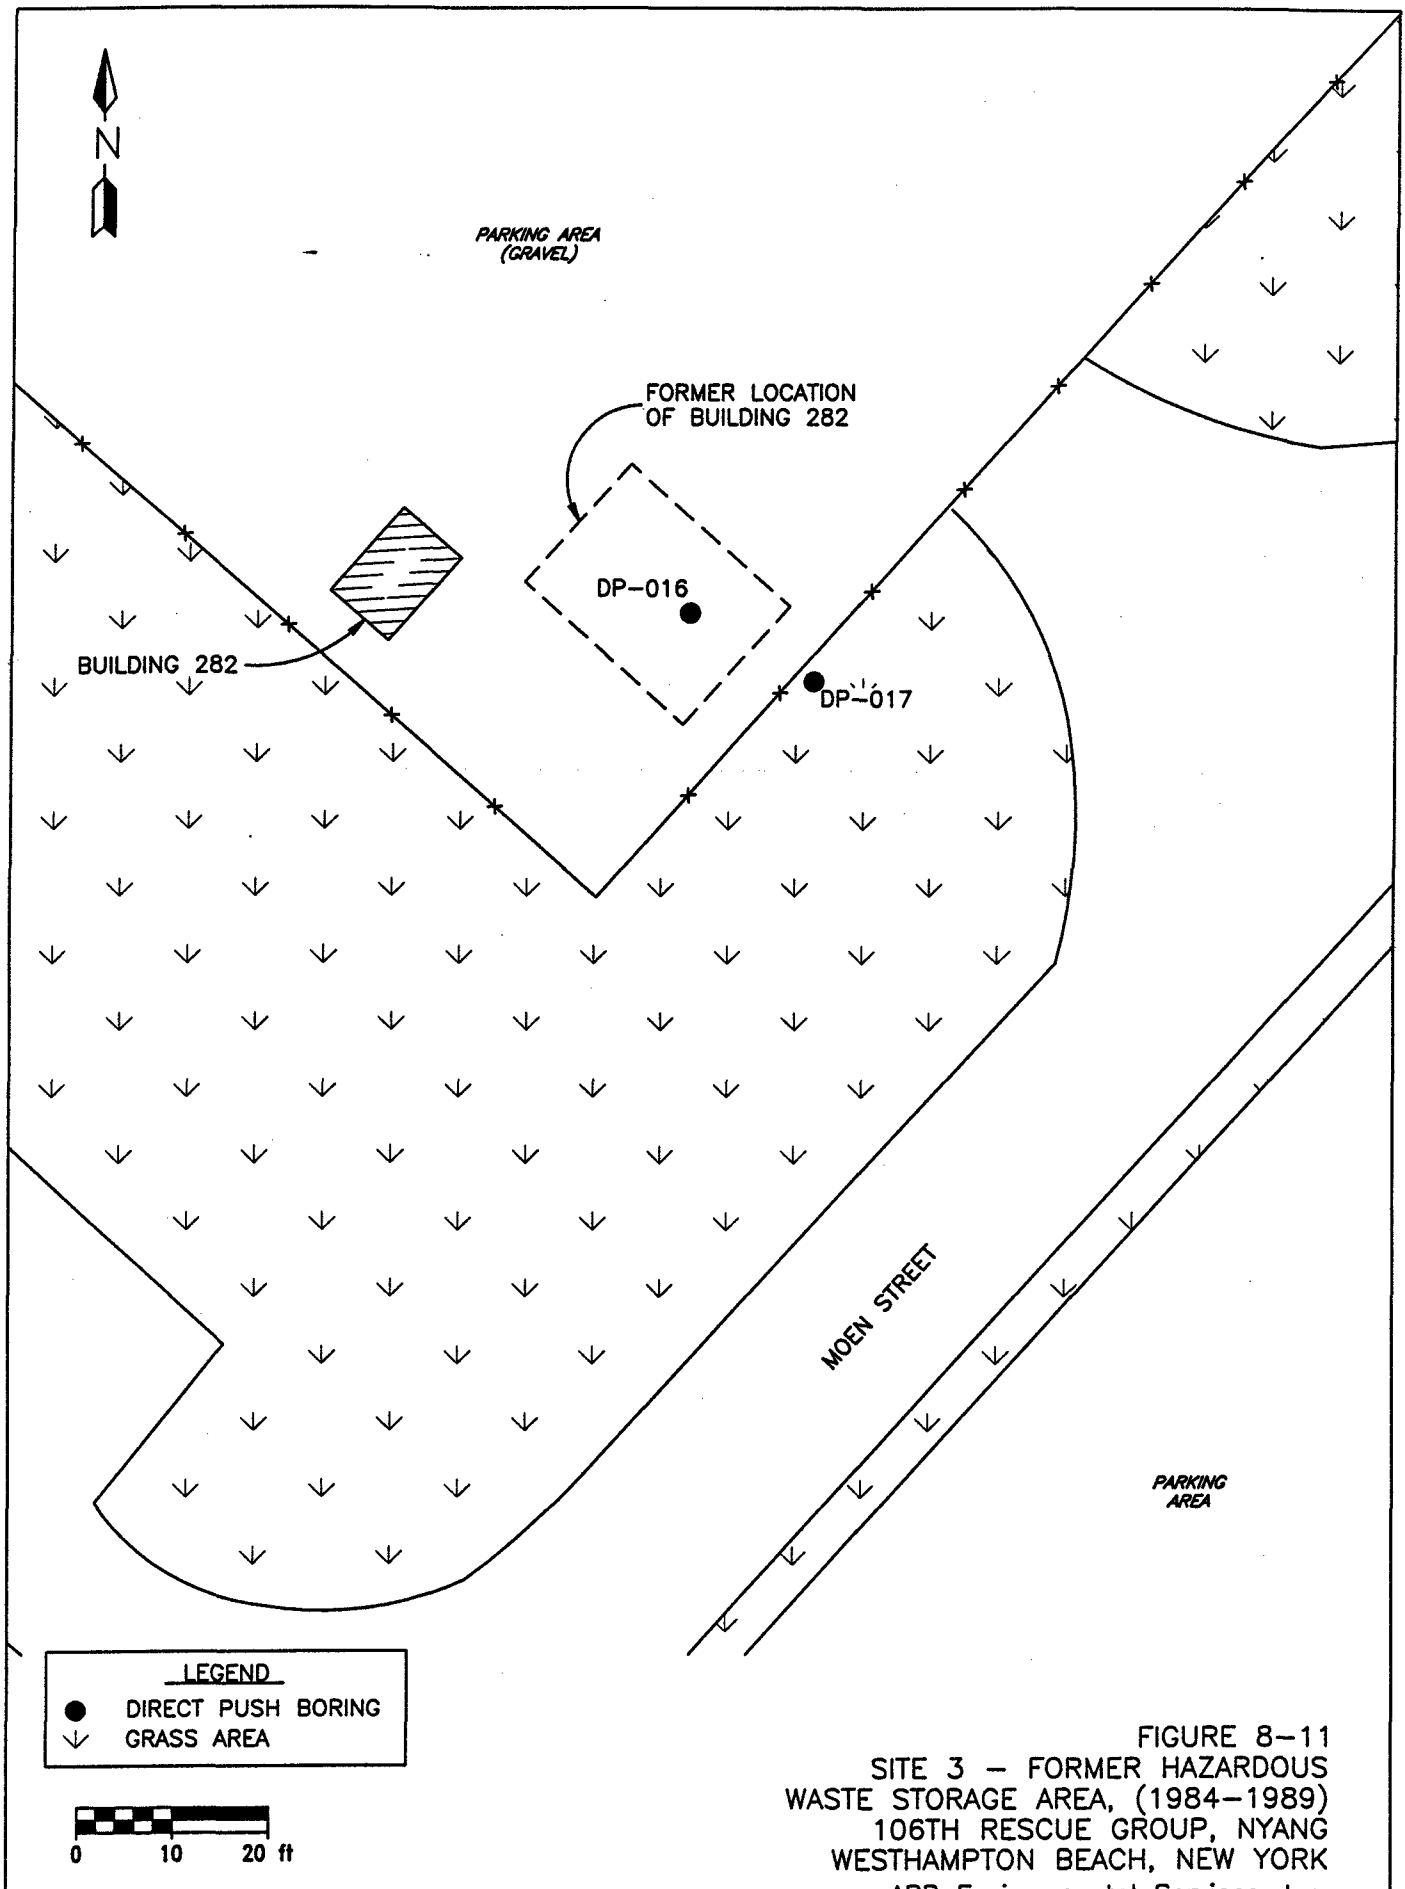 N
PARKING AREA
(GRAVEL)
FORMER LOCATION
OF BUILDING 282
DP-016
BUILDING 282
DP-017
MOEN STREET
PARKING
AREA
LEGEND
DIRECT PUSH BORING
GRASS AREA
0 10 20 ft
FIGURE 8-11
SITE 3 - FORMER HAZARDOUS
WASTE STORAGE AREA, (1984-1989)
106TH RESCUE GROUP, NYANG
WESTHAMPTON BEACH, NEW YORK